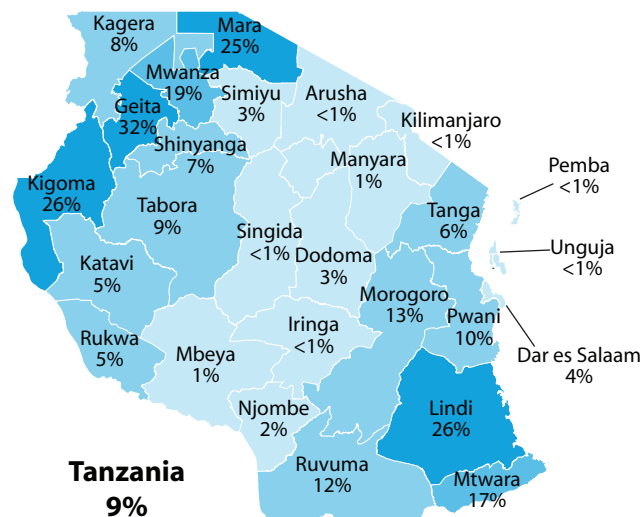 Kagera
8%
Mara
25%
Mwanza
19%
Geita
32%
Simiyu
3%
Arusha
<1%
Kilimanjaro
<1%
Shinyanga
7%
Manyara
1%
Pemba
<1%
Kigoma
26%
Tabora
9%
Singida
<1%
Tanga
6%
Unguja
<1%
Dodoma
3%
Katavi
5%
Morogoro
13%
Pwani
10%
Dar es Salaam
4%
Rukwa
5%
Mbeya
1%
Iringa
<1%
Njombe
2%
Lindi
26%
Ruvuma
12%
Mtwara
17%
Tanzania
9%